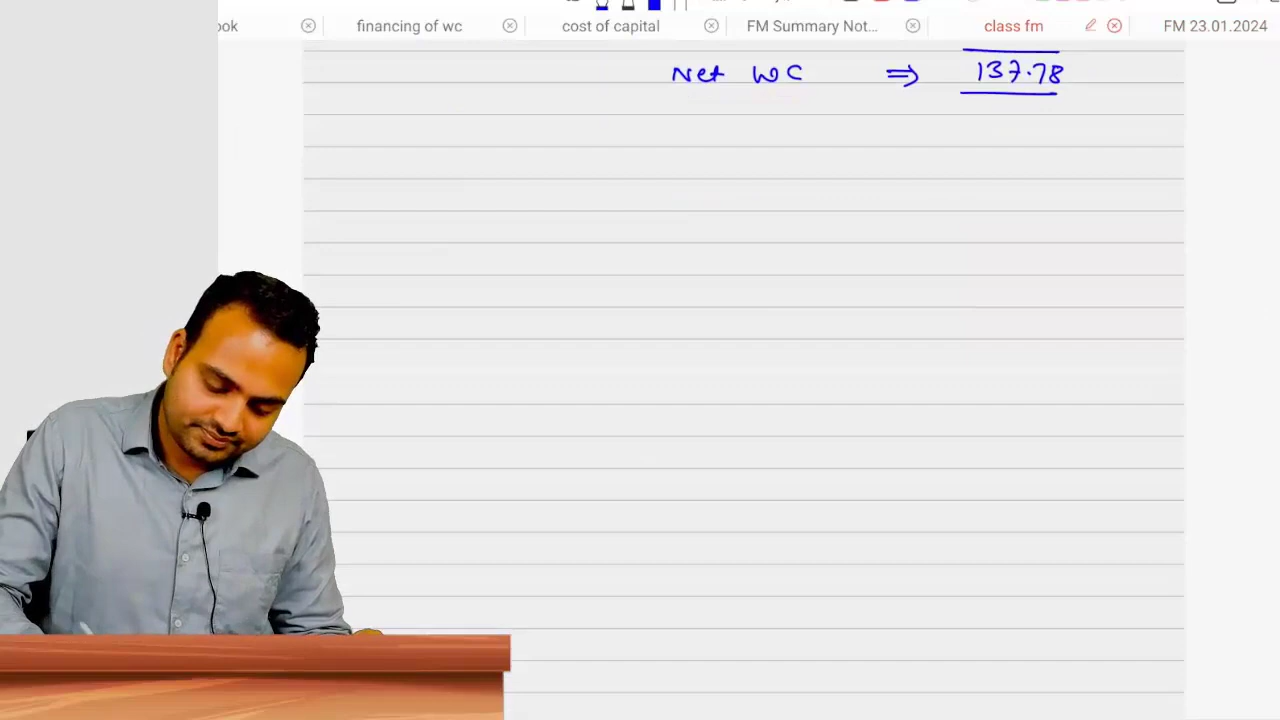 ook financing of wc cost of capital FM Summary Not... class fm FM 23.01.2024
Net WC ⇒ 137.78